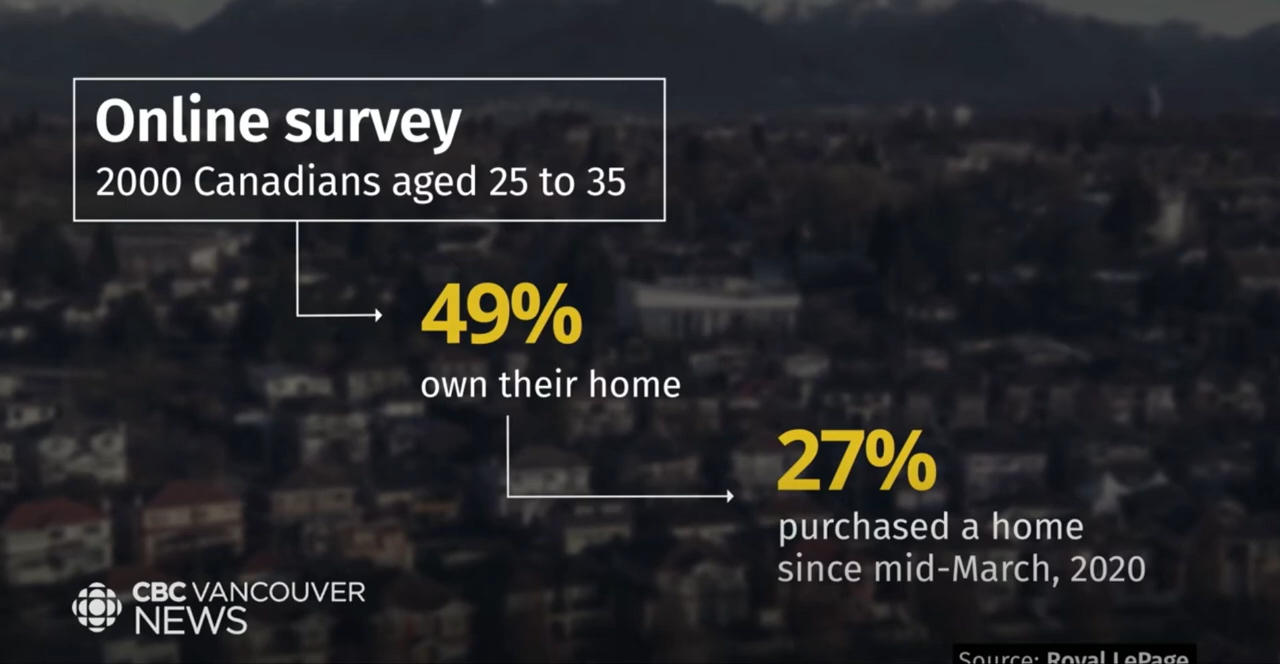 Online survey
2000 Canadians aged 25 to 35
49%
own their home
27%
purchased a home
since mid-March, 2020
CBC VANCOUVER
NEWS
Source: Royal LePage